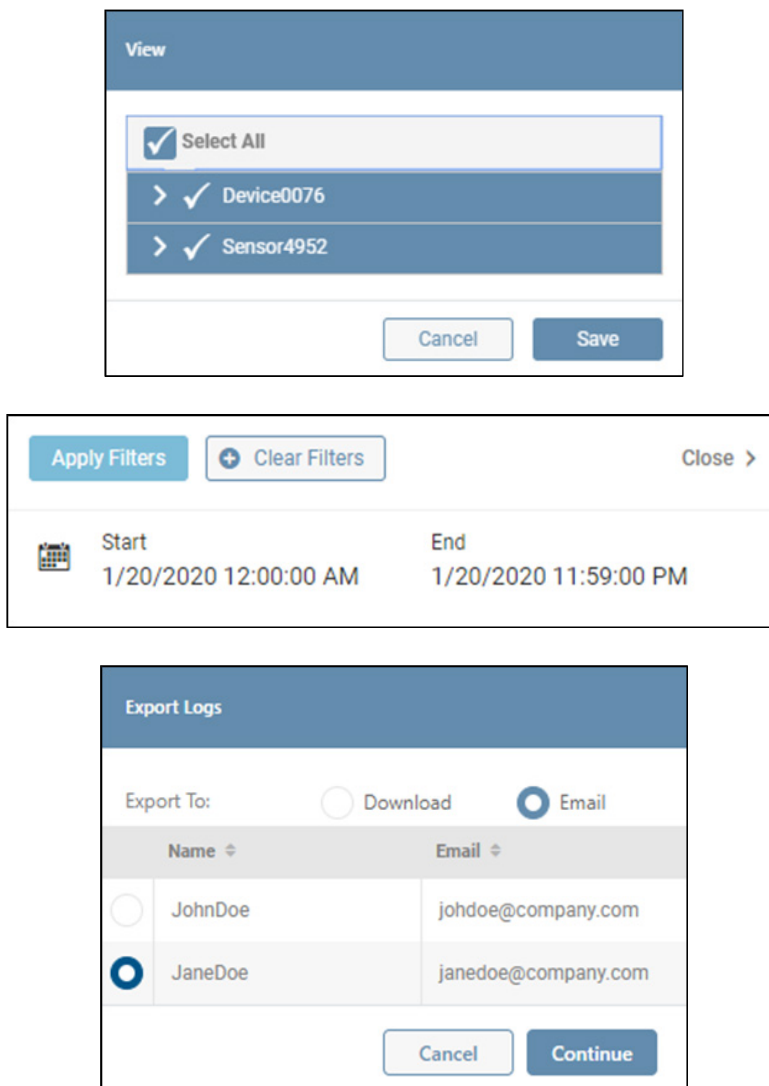 View
Select All
Device0076
Sensor4952
Cancel Save
Apply Filters Clear Filters Close
Start End
1/20/2020 12:00:00 AM 1/20/2020 11:59:00 PM
Export Logs
Export To: Download Email
Name Email
JohnDoe johdoe@company.com
JaneDoe janedoe@company.com
Cancel Continue